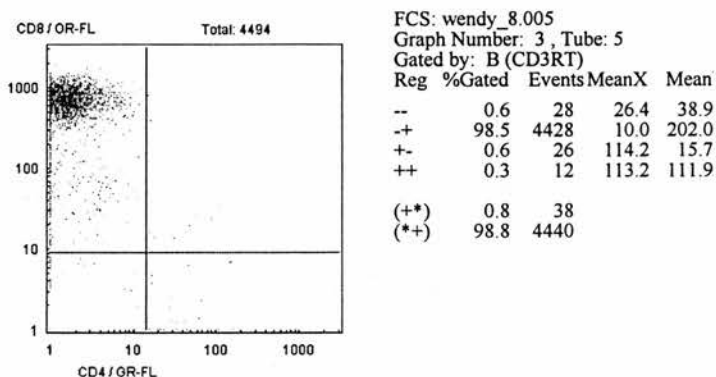 CD8 / OR-FL
Total: 4494
1000
100
10
1
1
10
100
1000
CD4 / GR-FL
FCS: wendy_8.005
Graph Number: 3 , Tube: 5
Gated by: B (CD3RT)
Reg %Gated Events MeanX Mean
-- 0.6 28 26.4 38.9
-+ 98.5 4428 10.0 202.0
+- 0.6 26 114.2 15.7
++ 0.3 12 113.2 111.9
(+*) 0.8 38
(*+) 98.8 4440